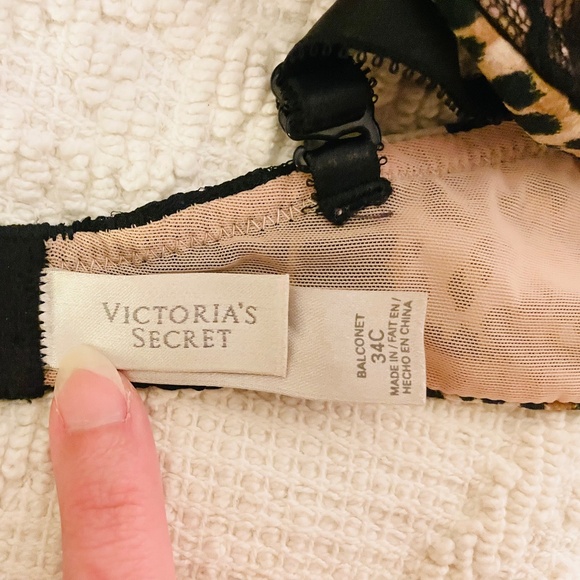 VICTORIA'S
SECRET
BALCONET
34C
MADE IN / FAIT EN /
HECHO EN CHINA